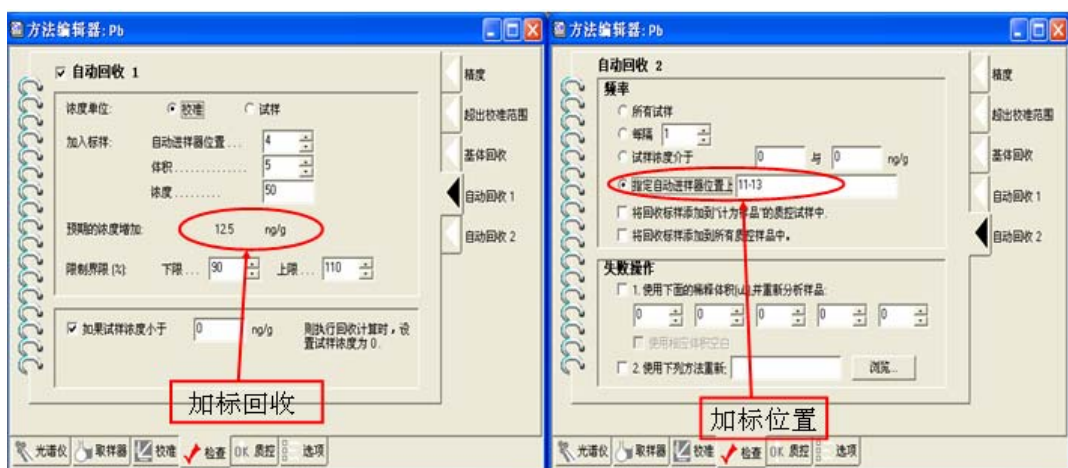 方法编辑器: Pb
自动回收 1
浓度单位: 校准 试样
加入标样: 自动进样器位置... 4
体积............ 5
浓度.......... 50
预期的浓度增加: 12.5 ng/g
限制界限 (%): 下限... 90 上限... 110
如果试样浓度小于 0 ng/g 则执行回收计算时,设
置试样浓度为 0.
加标回收
精度
超出校准范围
基体回收
自动回收 1
自动回收 2
光谱仪 取样器 校准 检查 OK 质控 选项
方法编辑器: Pb
自动回收 2
频率
所有试样
每隔 1
试样浓度介于 0 与 0 ng/g
指定自动进样器位置上 11-13
将回收标样添加到"计为样品"的质控试样中.
将回收标样添加到所有质控样品中。
失败操作
1. 使用下面的稀释体积(uL)并重新分析样品:
0 0 0 0 0
使用相应体积空白
2. 使用下列方法重新: 浏览...
加标位置
精度
超出校准范围
基体回收
自动回收 1
自动回收 2
光谱仪 取样器 校准 检查 OK 质控 选项